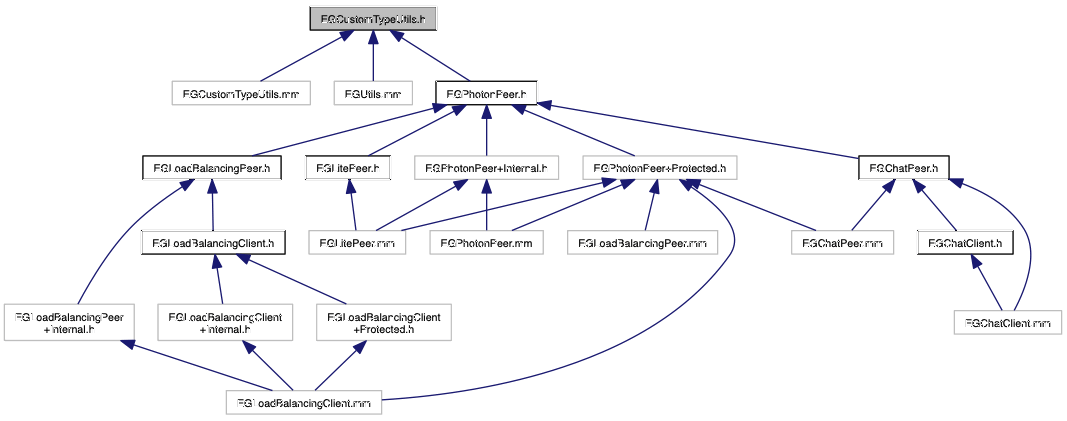 EGCustomTypeUtils.h
EGCustomTypeUtils.mm
EGUtils.mm
EGPhotonPeer.h
EGLoadBalancingPeer.h
EGLitePeer.h
EGPhotonPeer+Internal.h
EGPhotonPeer+Protected.h
EGChatPeer.h
EGLoadBalancingClient.h
EGLitePeer.mm
EGPhotonPeer.mm
EGLoadBalancingPeer.mm
EGChatPeer.mm
EGChatClient.h
EGLoadBalancingPeer
+Internal.h
EGLoadBalancingClient
+Internal.h
EGLoadBalancingClient
+Protected.h
EGChatClient.mm
EGLoadBalancingClient.mm